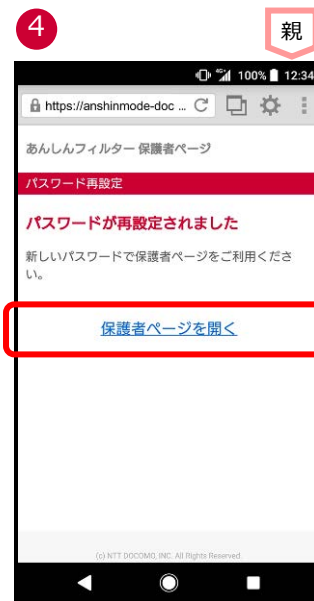 4
親
100% 12:34
https://anshinmode-doc ...
あんしんフィルター 保護者ページ
パスワード再設定
パスワードが再設定されました
新しいパスワードで保護者ページをご利用くださ
い。
保護者ページを開く
(c) NTT DOCOMO, INC. All Rights Reserved.